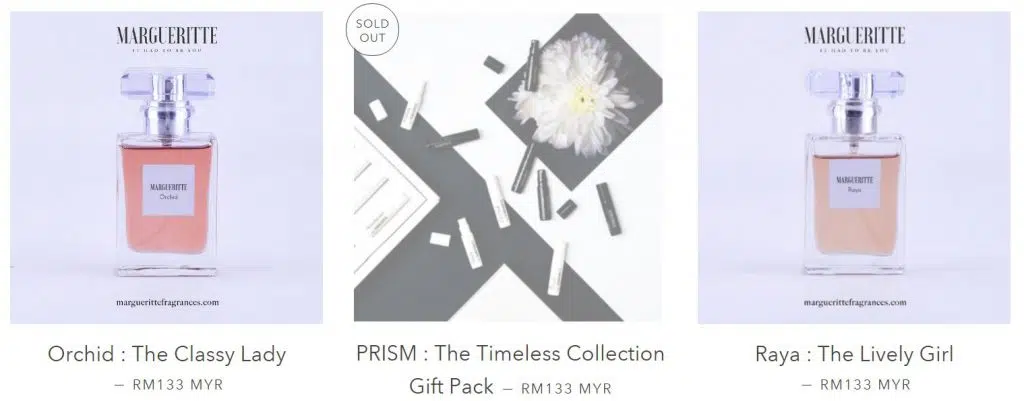 MARGUERITTE
IT HAD TO BE YOU
MARGUERITTE
Orchid
marguerittefragrances.com
Orchid : The Classy Lady
— RM133 MYR
SOLD
OUT
PRISM : The Timeless Collection
Gift Pack — RM133 MYR
MARGUERITTE
IT HAD TO BE YOU
MARGUERITTE
Raya
marguerittefragrances.com
Raya : The Lively Girl
— RM133 MYR